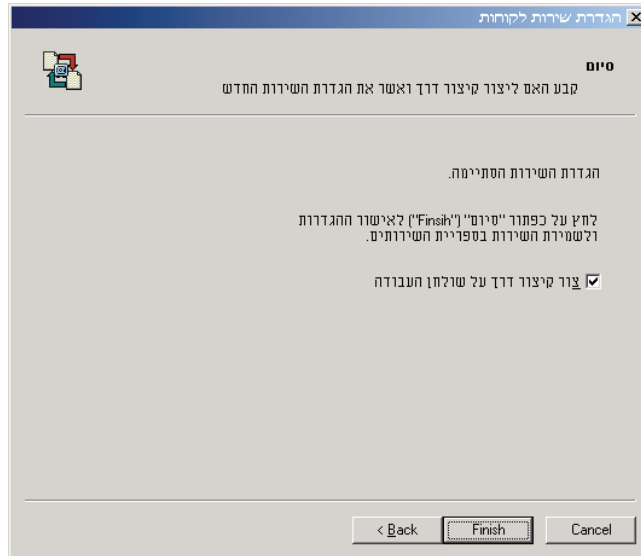 הגדרת שירות לקוחות
סיום
קבע האם ליצור קיצור דרך ואשר את הגדרת השירות החדש
הגדרת השירות הסתיימה.
לחץ על כפתור "סיום" ("Finsih") לאישור ההגדרות
ולשמירת השירות בספריית השירותים.
צור קיצור דרך על שולחן העבודה
< Back
Finish
Cancel